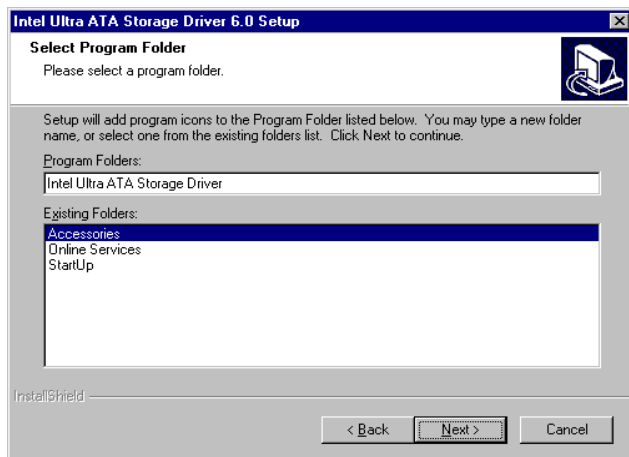 Intel Ultra ATA Storage Driver 6.0 Setup
Select Program Folder
Please select a program folder.
Setup will add program icons to the Program Folder listed below. You may type a new folder
name, or select one from the existing folders list. Click Next to continue.
Program Folders:
Intel Ultra ATA Storage Driver
Existing Folders:
Accessories
Online Services
StartUp
InstallShield
< Back Next > Cancel